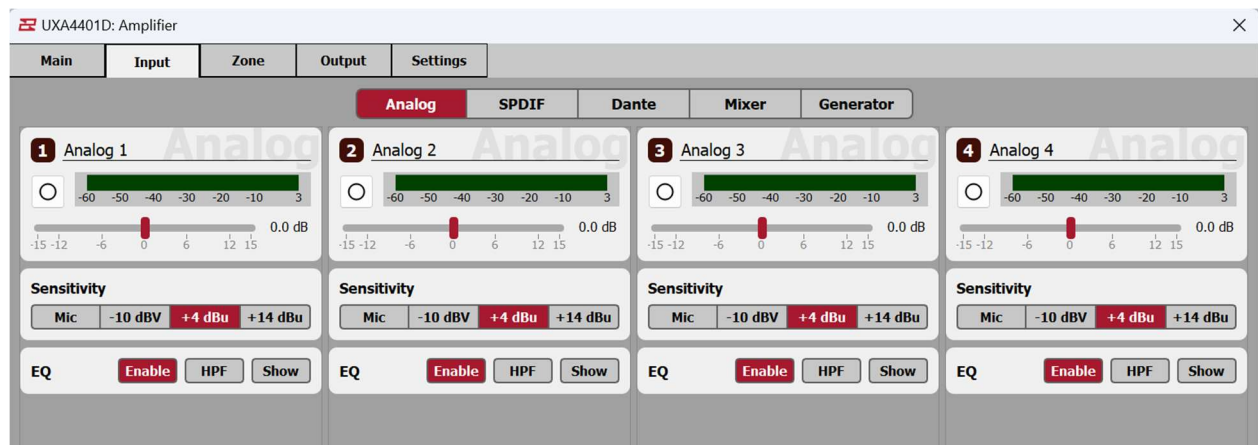 UXA4401D: Amplifier
Main Input Zone Output Settings
Analog SPDIF Dante Mixer Generator
Analog Analog Analog Analog
1 Analog 1 2 Analog 2 3 Analog 3 4 Analog 4
-60 -50 -40 -30 -20 -10 3 -60 -50 -40 -30 -20 -10 3 -60 -50 -40 -30 -20 -10 3 -60 -50 -40 -30 -20 -10 3
0.0 dB 0.0 dB 0.0 dB 0.0 dB
-15 -12 -6 0 6 12 15 -15 -12 -6 0 6 12 15 -15 -12 -6 0 6 12 15 -15 -12 -6 0 6 12 15
Sensitivity Sensitivity Sensitivity Sensitivity
Mic -10 dBV +4 dBu +14 dBu Mic -10 dBV +4 dBu +14 dBu Mic -10 dBV +4 dBu +14 dBu Mic -10 dBV +4 dBu +14 dBu
EQ Enable HPF Show EQ Enable HPF Show EQ Enable HPF Show EQ Enable HPF Show